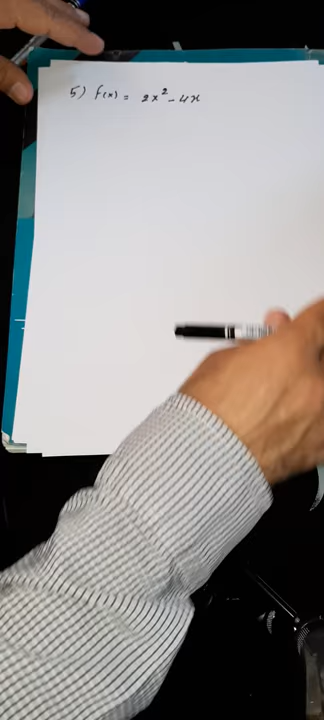 5) f(x) = 2x² - 4x